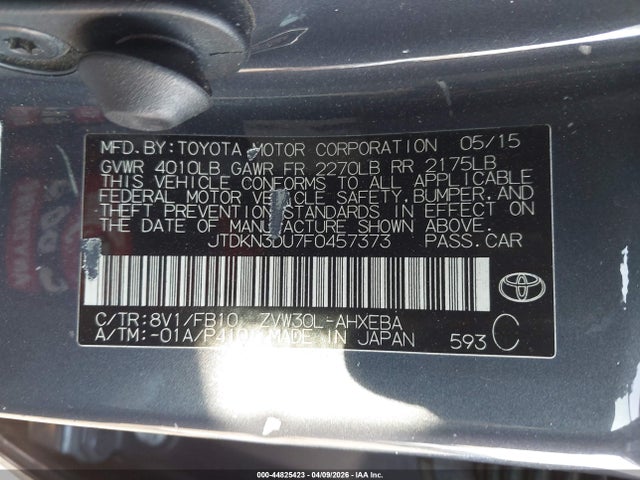 MFD.BY:TOYOTA MOTOR CORPORATION 05/15
GVWR 4010LB GAWR FR 2270LB RR 2175LB
THIS VEHICLE CONFORMS TO ALL APPLICABLE
FEDERAL MOTOR VEHICLE SAFETY,BUMPER,AND
THEFT PREVENTION STANDARDS IN EFFECT ON
THE DATE OF MANUFACTURE SHOWN ABOVE.
JTDKN3DU7F0457373 PASS.CAR
C/TR:8V1/FB10 ZVW30L-AHXEBA
A/TM:-01A/P410 MADE IN JAPAN 593 C
000-44825423 04/09/2026 IAAI.COM